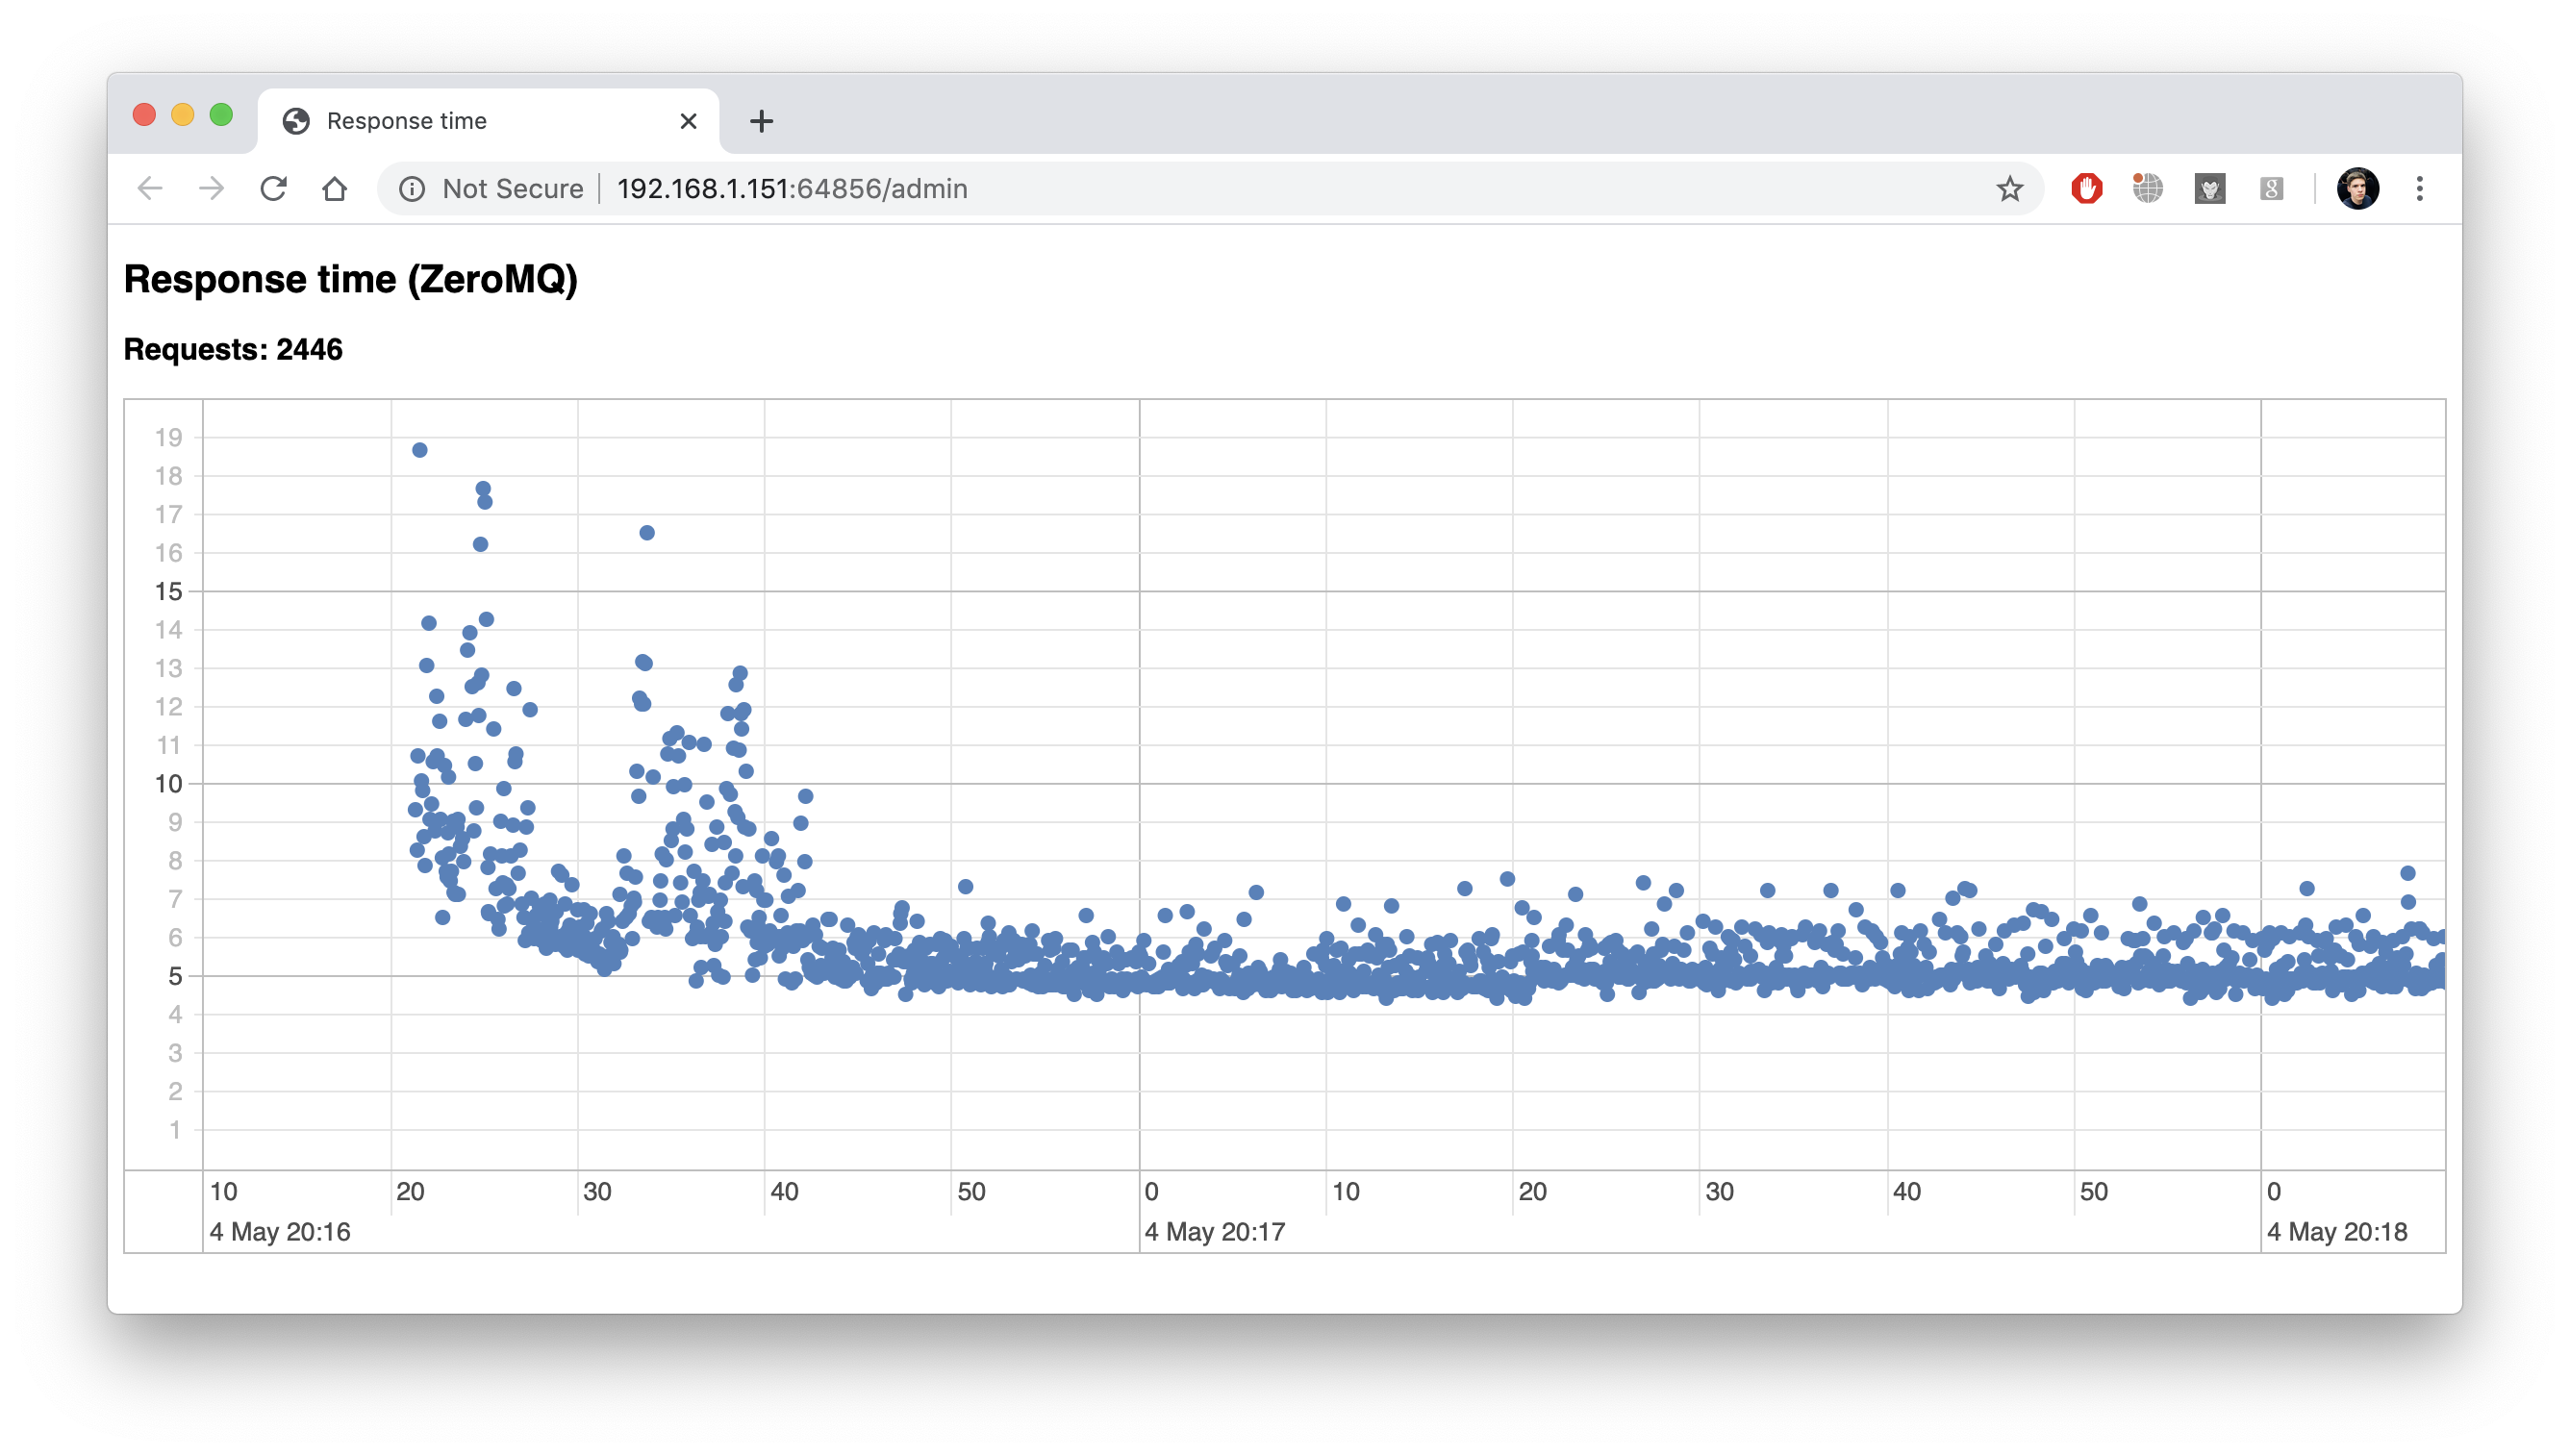 Response time
Not Secure 192.168.1.151:64856/admin
g
Response time (ZeroMQ)
Requests: 2446
19
18
17
16
15
14
13
12
11
10
9
8
7
6
5
4
3
2
1
10 20 30 40 50 0 10 20 30 40 50 0
4 May 20:16 4 May 20:17 4 May 20:18